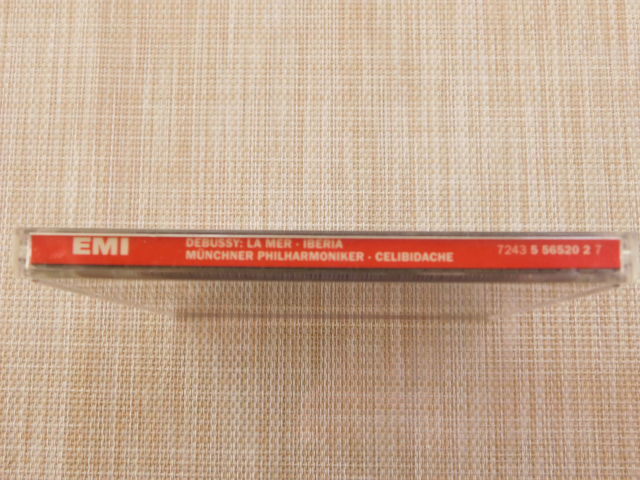 EMI
DEBUSSY: LA MER · IBERIA
MÜNCHNER PHILHARMONIKER · CELIBIDACHE
7243 5 56520 2 7